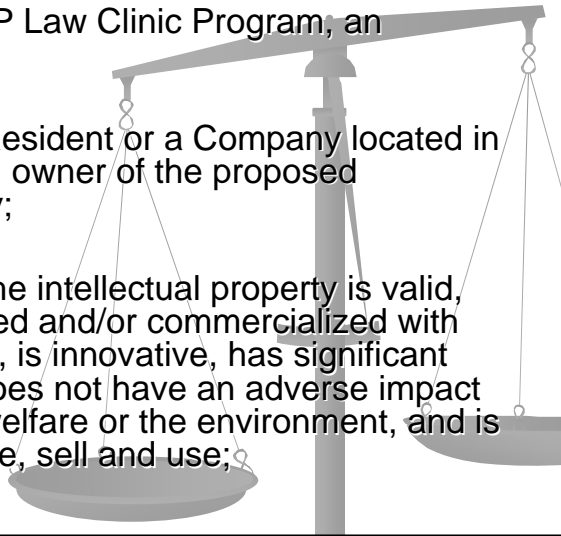 P Law Clinic Program, an
esident or a Company located in
owner of the proposed
;
ne intellectual property is valid,
ed and/or commercialized with
, is innovative, has significant
oes not have an adverse impact
welfare or the environment, and is
e, sell and use;